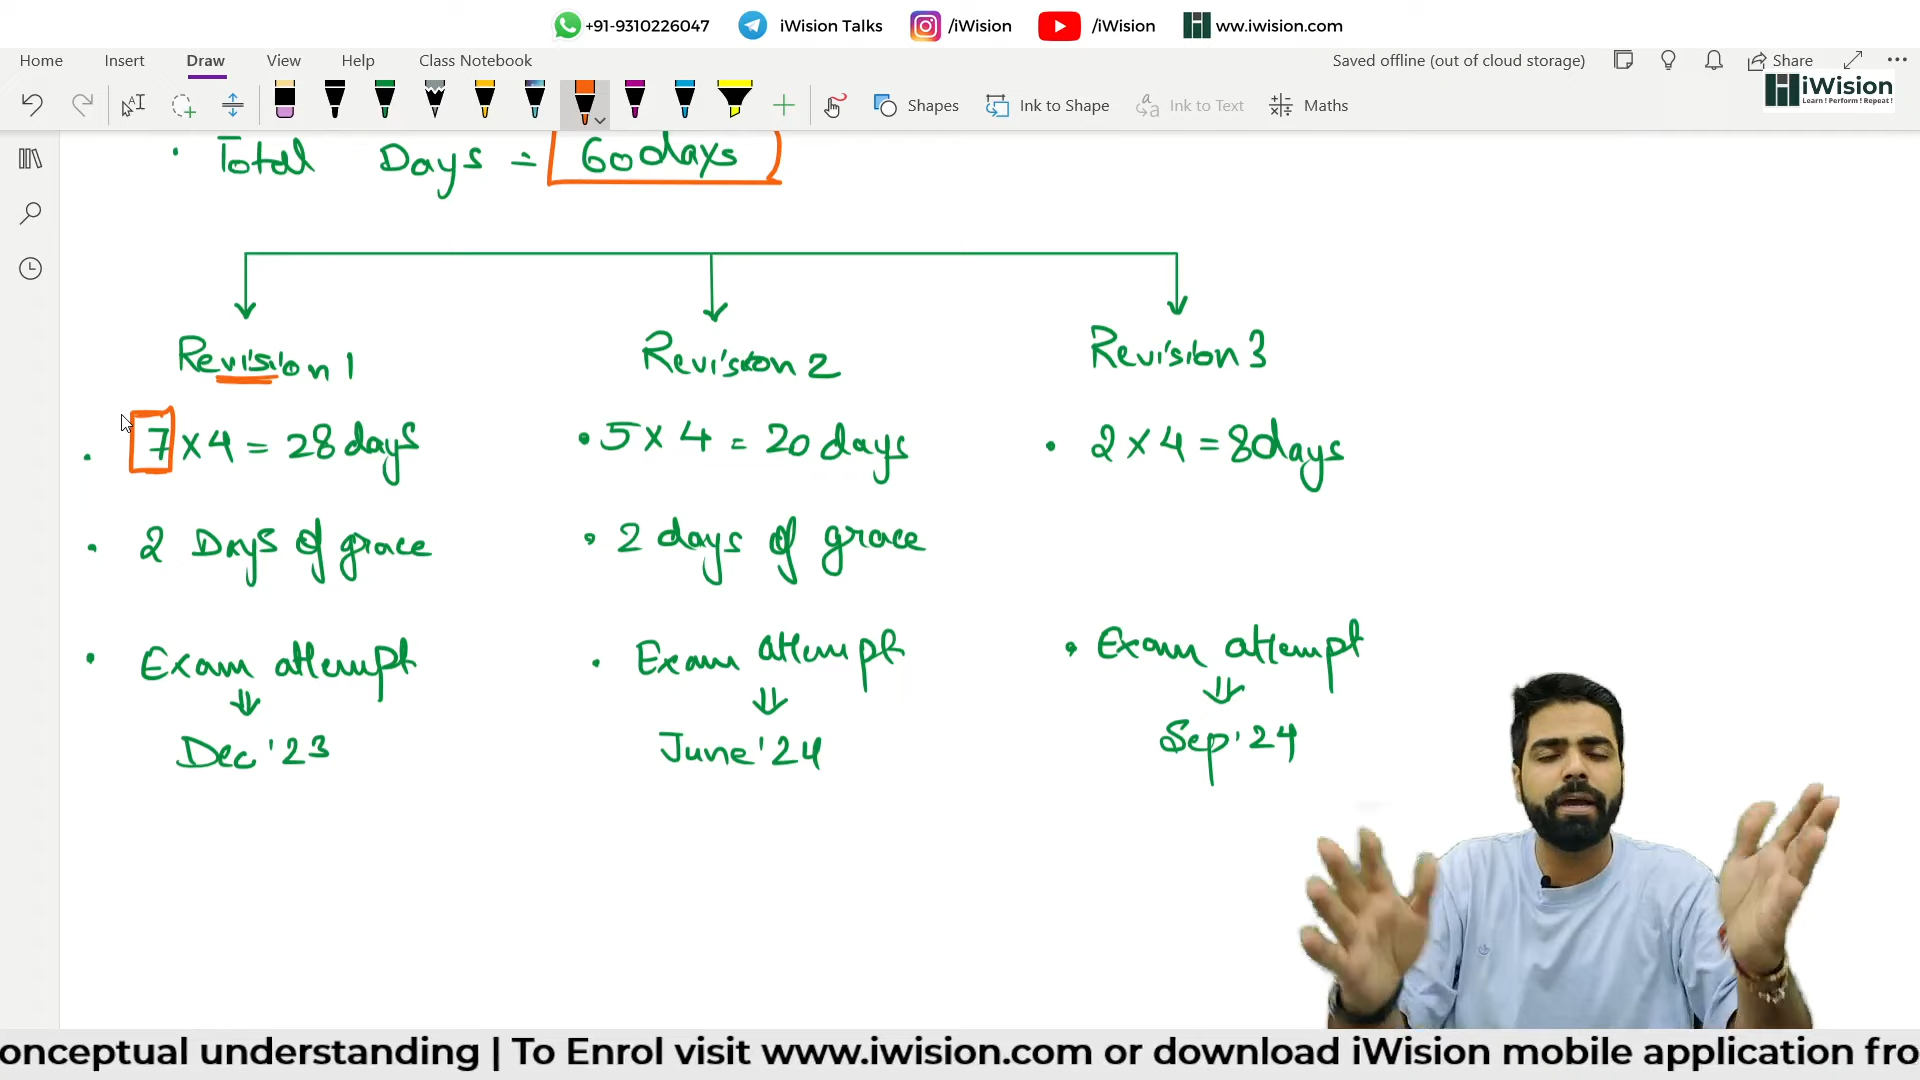 +91-9310226047 iWision Talks /iWision /iWision ww.iwision.com
Home Insert Draw View Help Class Notebook Saved offline (out of cloud storage) Share
Shapes Ink to Shape Ink to Text Maths
iWision
Learn ! Perform ! Repeat !
• Total Days = 60 days
Revision 1 Revision 2 Revision 3
• 7 x 4 = 28 days • 5 x 4 = 20 days • 2 x 4 = 8 days
• 2 Days of grace • 2 days of grace
• Exam attempt • Exam attempt • Exam attempt
Dec '23 June '24 Sep '24
onceptual understanding | To Enrol visit www.iwision.com or download iWision mobile application fro